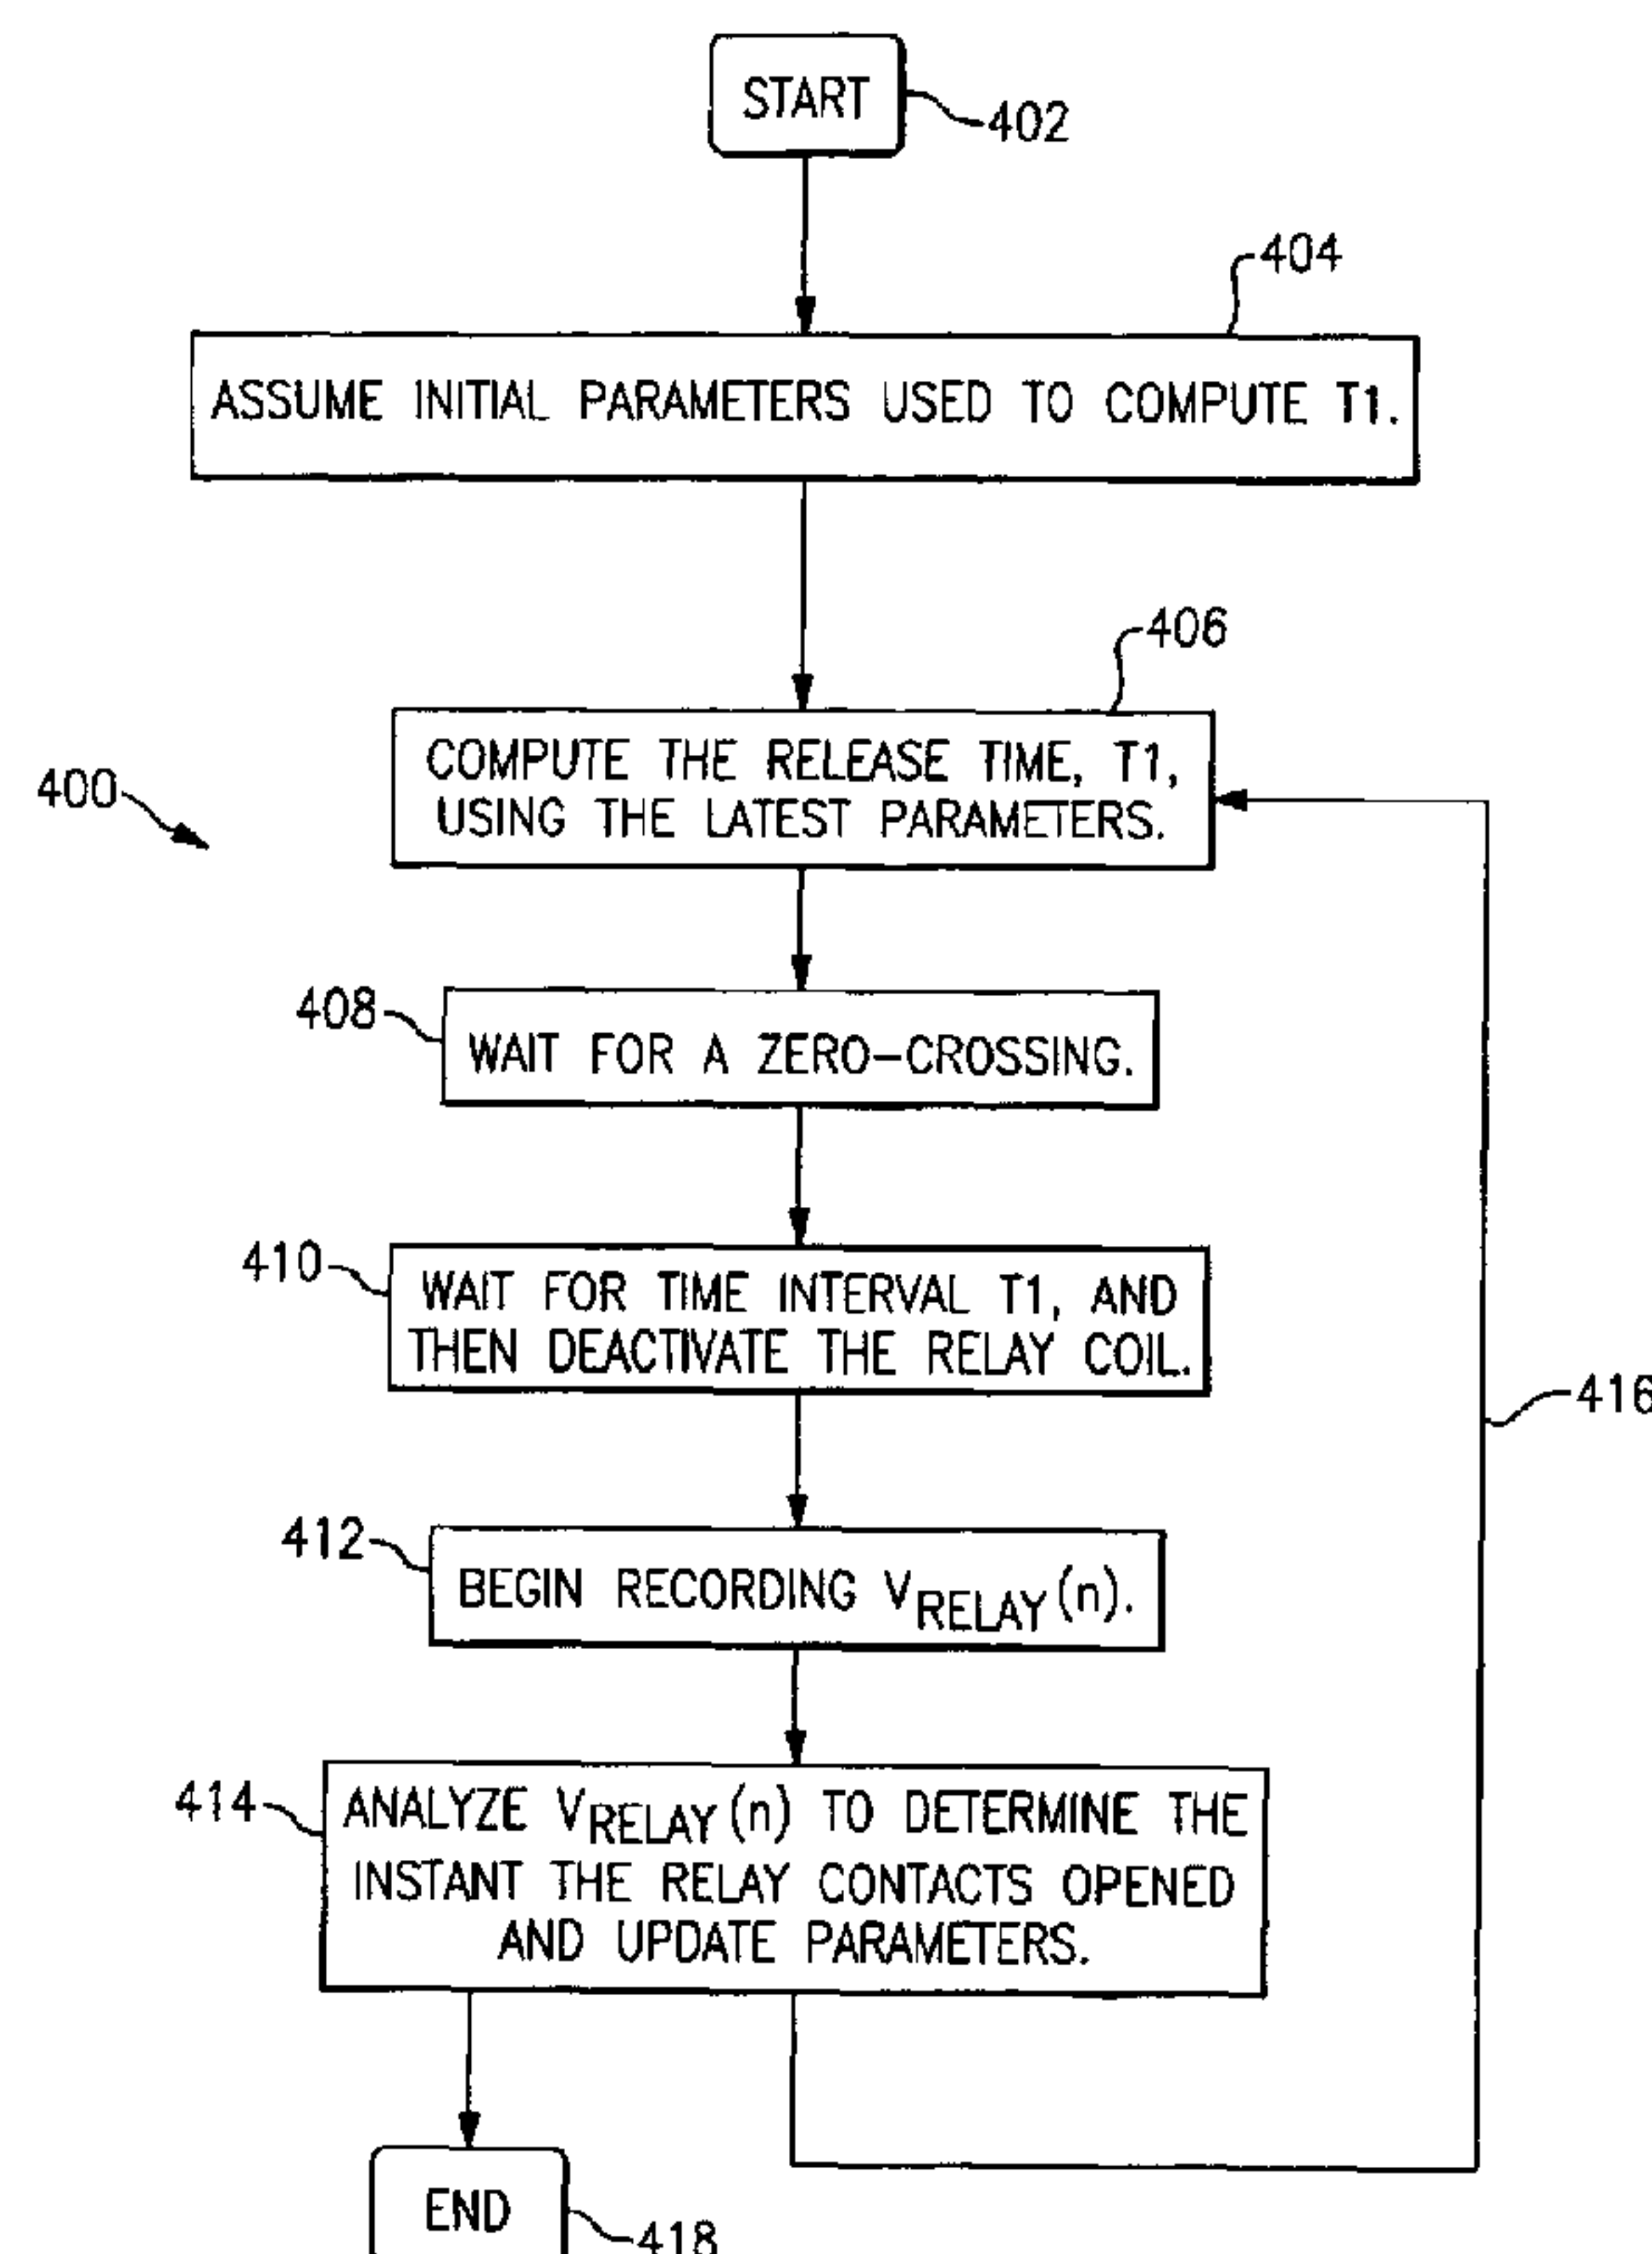 START
402
404
ASSUME INITIAL PARAMETERS USED TO COMPUTE T1.
406
400
COMPUTE THE RELEASE TIME, T1,
USING THE LATEST PARAMETERS.
408
WAIT FOR A ZERO-CROSSING.
410
WAIT FOR TIME INTERVAL T1, AND
THEN DEACTIVATE THE RELAY COIL.
416
412
BEGIN RECORDING VRELAY(n).
414
ANALYZE VRELAY(n) TO DETERMINE THE
INSTANT THE RELAY CONTACTS OPENED
AND UPDATE PARAMETERS.
END
418